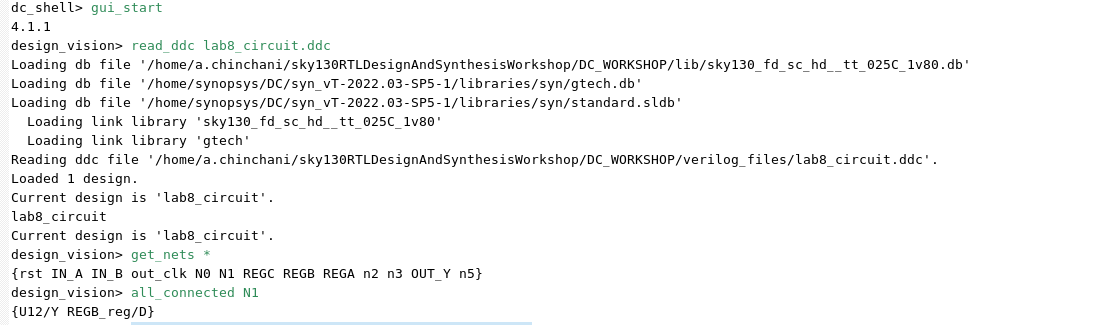 dc_shell> gui_start
4.1.1
design_vision> read_ddc lab8_circuit.ddc
Loading db file '/home/a.chinchani/sky130RTLDesignAndSynthesisWorkshop/DC_WORKSHOP/lib/sky130_fd_sc_hd__tt_025C_1v80.db'
Loading db file '/home/synopsys/DC/syn_vT-2022.03-SP5-1/libraries/syn/gtech.db'
Loading db file '/home/synopsys/DC/syn_vT-2022.03-SP5-1/libraries/syn/standard.sldb'
  Loading link library 'sky130_fd_sc_hd__tt_025C_1v80'
  Loading link library 'gtech'
Reading ddc file '/home/a.chinchani/sky130RTLDesignAndSynthesisWorkshop/DC_WORKSHOP/verilog_files/lab8_circuit.ddc'.
Loaded 1 design.
Current design is 'lab8_circuit'.
lab8_circuit
Current design is 'lab8_circuit'.
design_vision> get_nets *
{rst IN_A IN_B out_clk N0 N1 REGC REGB REGA n2 n3 OUT_Y n5}
design_vision> all_connected N1
{U12/Y REGB_reg/D}